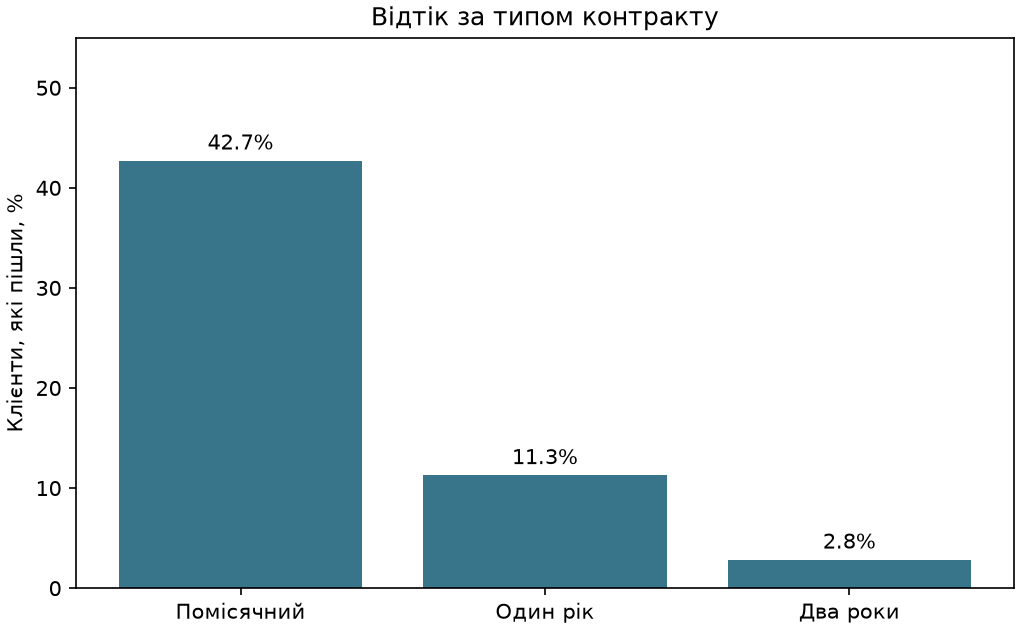 Відтік за типом контракту
Клієнти, які пішли, %
50
40
30
20
10
0
42.7%
11.3%
2.8%
Помісячний
Один рік
Два роки